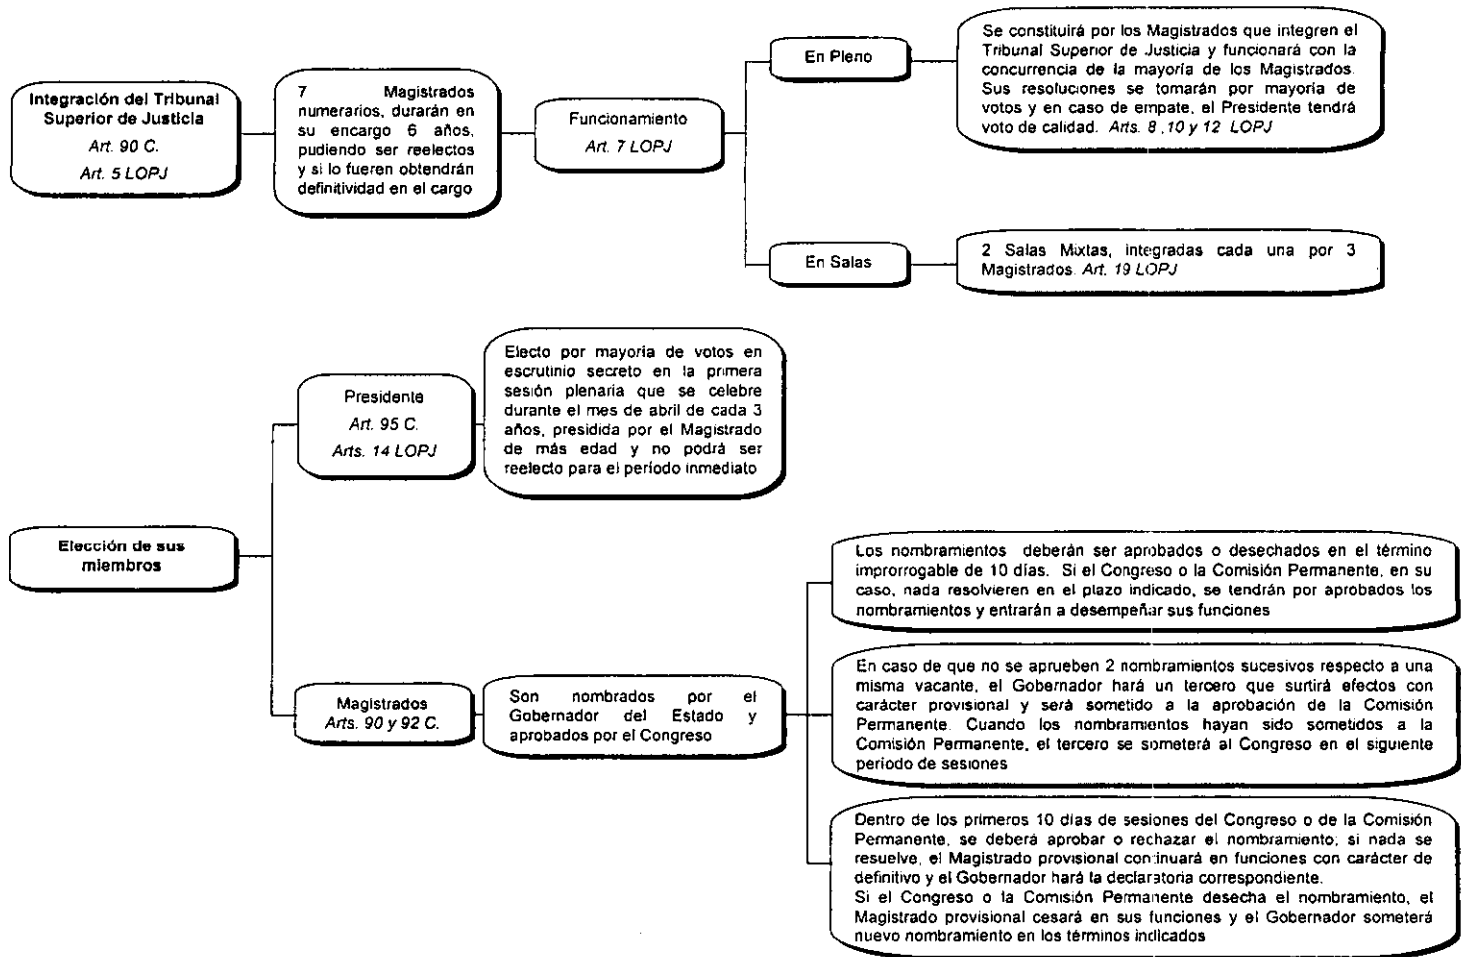 Integración del Tribunal
Superior de Justicia
Art. 90 C.
Art. 5 LOPJ
7 Magistrados
numerarios, durarán en
su encargo 6 años,
pudiendo ser reelectos
y si lo fueren obtendrán
definitividad en el cargo
Funcionamiento
Art. 7 LOPJ
En Pleno
Se constituirá por los Magistrados que integren el
Tribunal Superior de Justicia y funcionará con la
concurrencia de la mayoría de los Magistrados.
Sus resoluciones se tomarán por mayoría de
votos y en caso de empate, el Presidente tendrá
voto de calidad. Arts. 8 ,10 y 12 LOPJ
En Salas
2 Salas Mixtas, integradas cada una por 3
Magistrados. Art. 19 LOPJ
Elección de sus
miembros
Presidente
Art. 95 C.
Arts. 14 LOPJ
Electo por mayoría de votos en
escrutinio secreto en la primera
sesión plenaria que se celebre
durante el mes de abril de cada 3
años, presidida por el Magistrado
de más edad y no podrá ser
reelecto para el período inmediato
Magistrados
Arts. 90 y 92 C.
Son nombrados por el
Gobernador del Estado y
aprobados por el Congreso
Los nombramientos deberán ser aprobados o desechados en el término
improrrogable de 10 días. Si el Congreso o la Comisión Permanente, en su
caso, nada resolvieren en el plazo indicado, se tendrán por aprobados los
nombramientos y entrarán a desempeñar sus funciones
En caso de que no se aprueben 2 nombramientos sucesivos respecto a una
misma vacante, el Gobernador hará un tercero que surtirá efectos con
carácter provisional y será sometido a la aprobación de la Comisión
Permanente. Cuando los nombramientos hayan sido sometidos a la
Comisión Permanente, el tercero se someterá al Congreso en el siguiente
período de sesiones
Dentro de los primeros 10 días de sesiones del Congreso o de la Comisión
Permanente, se deberá aprobar o rechazar el nombramiento; si nada se
resuelve, el Magistrado provisional continuará en funciones con carácter de
definitivo y el Gobernador hará la declaratoria correspondiente.
Si el Congreso o la Comisión Permanente desecha el nombramiento, el
Magistrado provisional cesará en sus funciones y el Gobernador someterá
nuevo nombramiento en los términos indicados